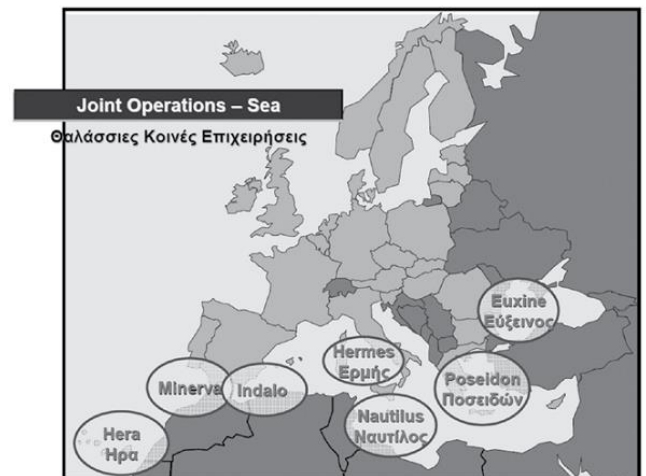 Joint Operations – Sea
Θαλάσσιες Κοινές Επιχειρήσεις
Euxine
Εύξεινος
Hermes
Ερμής
Minerva
Indalo
Poseidon
Ποσειδών
Nautilus
Ναυτίλος
Hera
Ηρα